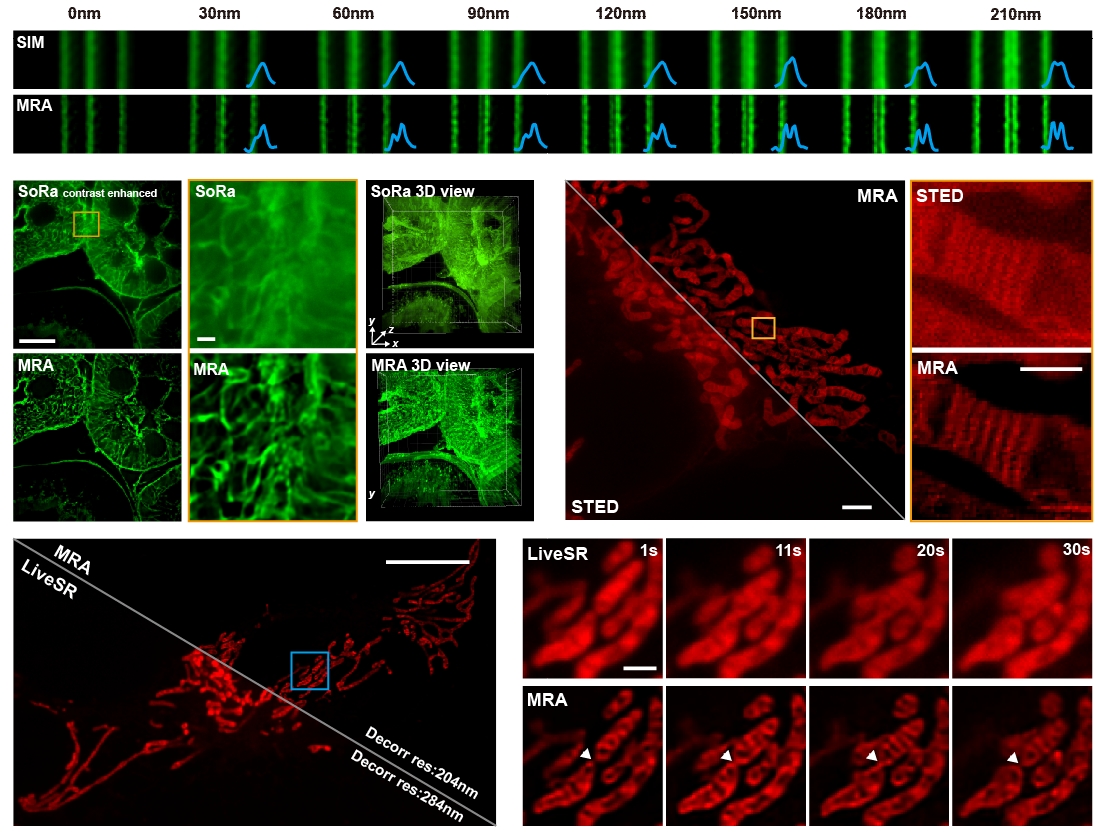 0nm 30nm 60nm 90nm 120nm 150nm 180nm 210nm
SIM
MRA
SoRa contrast enhanced
SoRa
SoRa 3D view
y
z
x
MRA
MRA
MRA 3D view
y
MRA
STED
STED
MRA
MRA
LiveSR
Decorr res:204nm
Decorr res:284nm
LiveSR
1s
11s
20s
30s
MRA